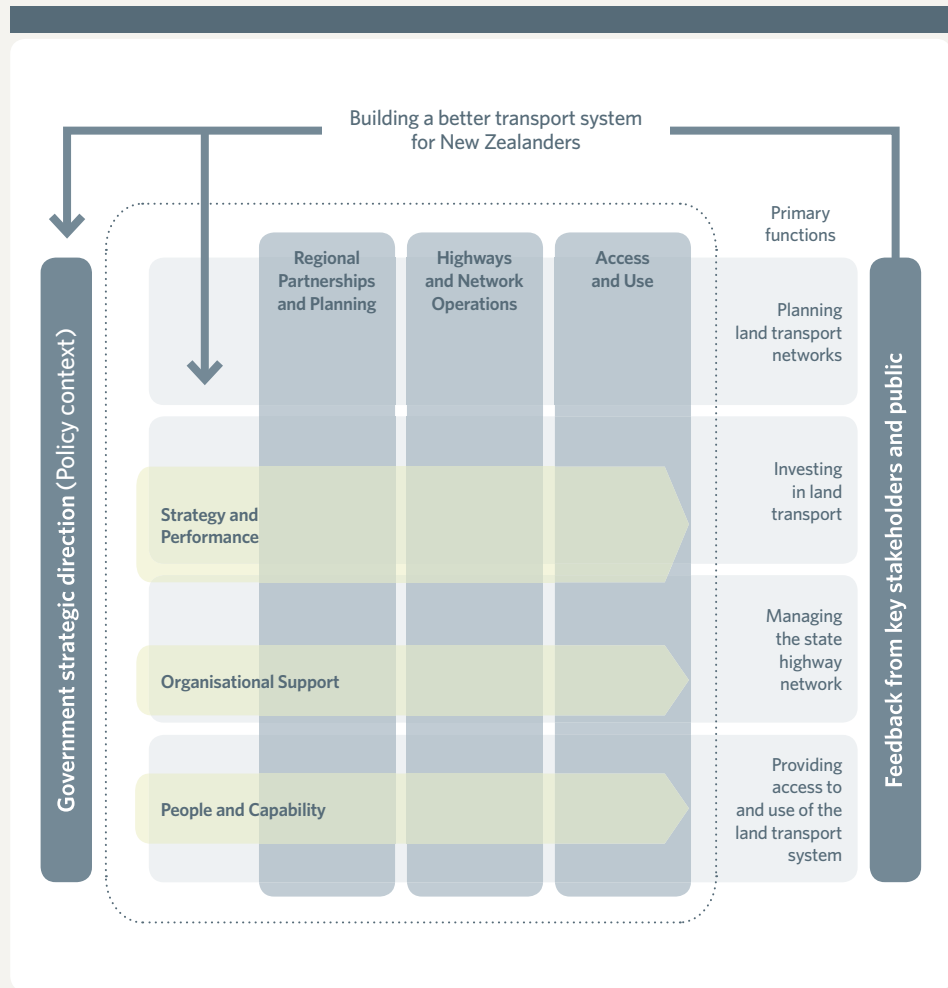 Building a better transport system
for New Zealanders
Government strategic direction (Policy context)
Regional
Partnerships
and Planning
Highways
and Network
Operations
Access
and Use
Primary
functions
Planning
land transport
networks
Strategy and
Performance
Investing
in land
transport
Organisational Support
Managing
the state
highway
network
People and Capability
Providing
access to
and use of the
land transport
system
Feedback from key stakeholders and public